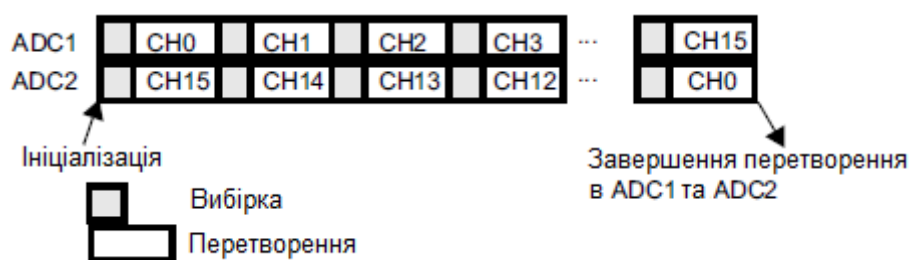 ADC1 CH0 CH1 CH2 CH3 ... CH15
ADC2 CH15 CH14 CH13 CH12 ... CH0
Ініціалізація
Завершення перетворення
в ADC1 та ADC2
Вибірка
Перетворення